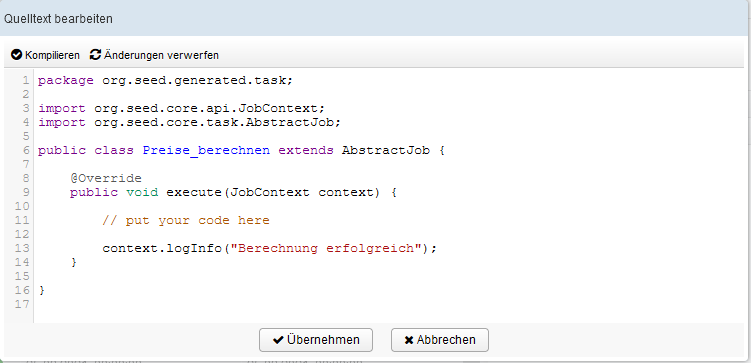 Quelltext bearbeiten
Kompilieren Änderungen verwerfen
1 package org.seed.generated.task;
2
3 import org.seed.core.api.JobContext;
4 import org.seed.core.task.AbstractJob;
5
6 public class Preise_berechnen extends AbstractJob {
7
8 @Override
9 public void execute(JobContext context) {
10
11 // put your code here
12
13 context.logInfo("Berechnung erfolgreich");
14 }
15
16 }
17
Übernehmen Abbrechen